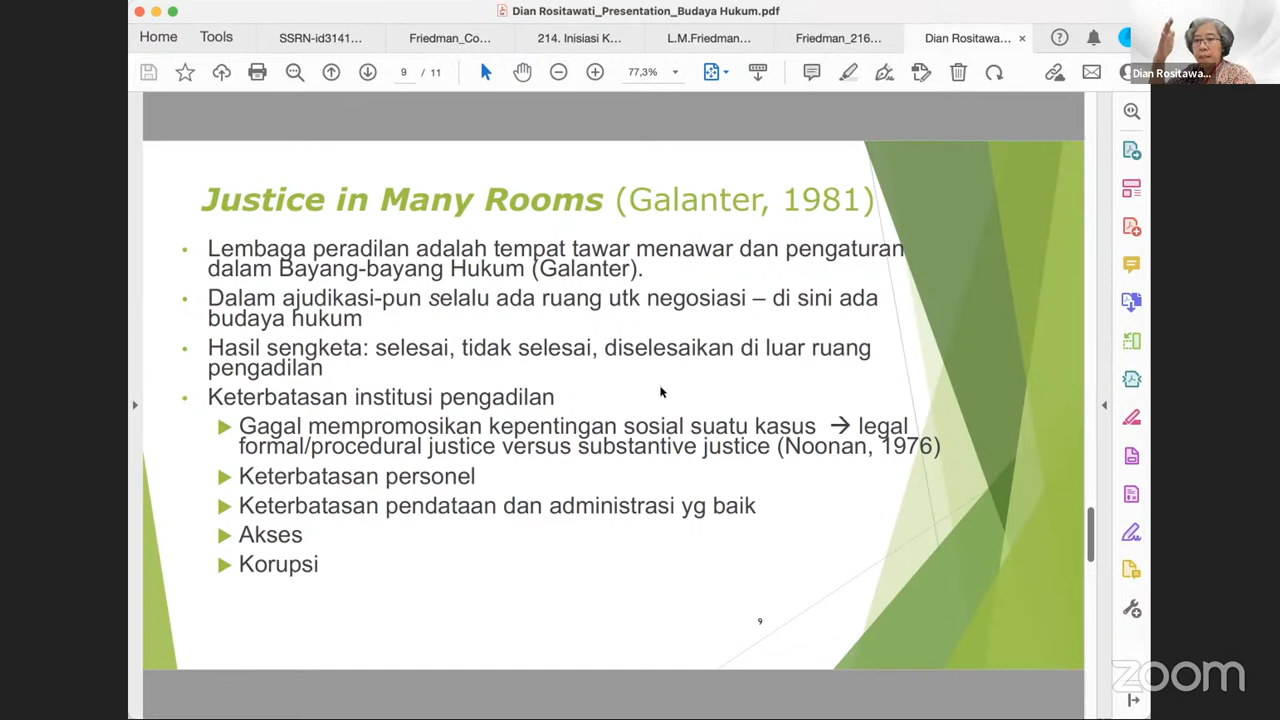 Dian Rositawati_Presentation_Budaya Hukum.pdf
Home Tools SSRN-id3141... Friedman_Co... 214. Inisiasi K... L.M.Friedman... Friedman_216... Dian Rositawa... ×
9 / 11 77,3%
Dian Rositawa...
Justice in Many Rooms (Galanter, 1981)
• Lembaga peradilan adalah tempat tawar menawar dan pengaturan
dalam Bayang-bayang Hukum (Galanter).
• Dalam ajudikasi-pun selalu ada ruang utk negosiasi – di sini ada
budaya hukum
• Hasil sengketa: selesai, tidak selesai, diselesaikan di luar ruang
pengadilan
• Keterbatasan institusi pengadilan
Gagal mempromosikan kepentingan sosial suatu kasus → legal
formal/procedural justice versus substantive justice (Noonan, 1976)
Keterbatasan personel
Keterbatasan pendataan dan administrasi yg baik
Akses
Korupsi
9
zoom